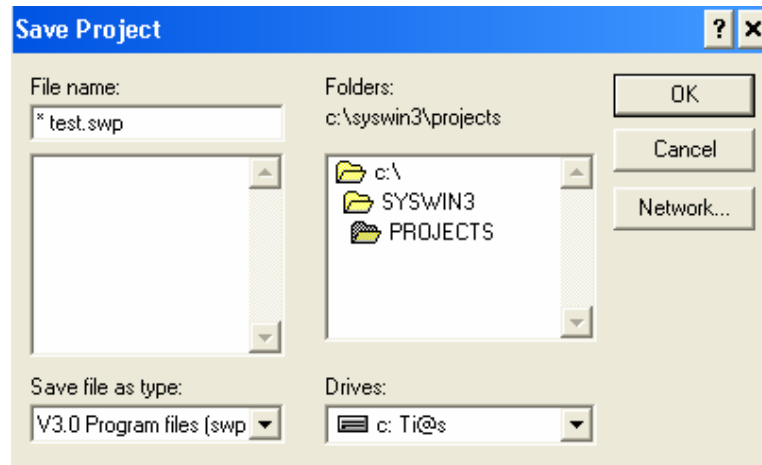 Save Project
File name:
* test.swp
Folders:
c:\syswin3\projects
c:\
SYSWIN3
PROJECTS
OK
Cancel
Network...
Save file as type:
V3.0 Program files (swp
Drives:
c: Ti@s